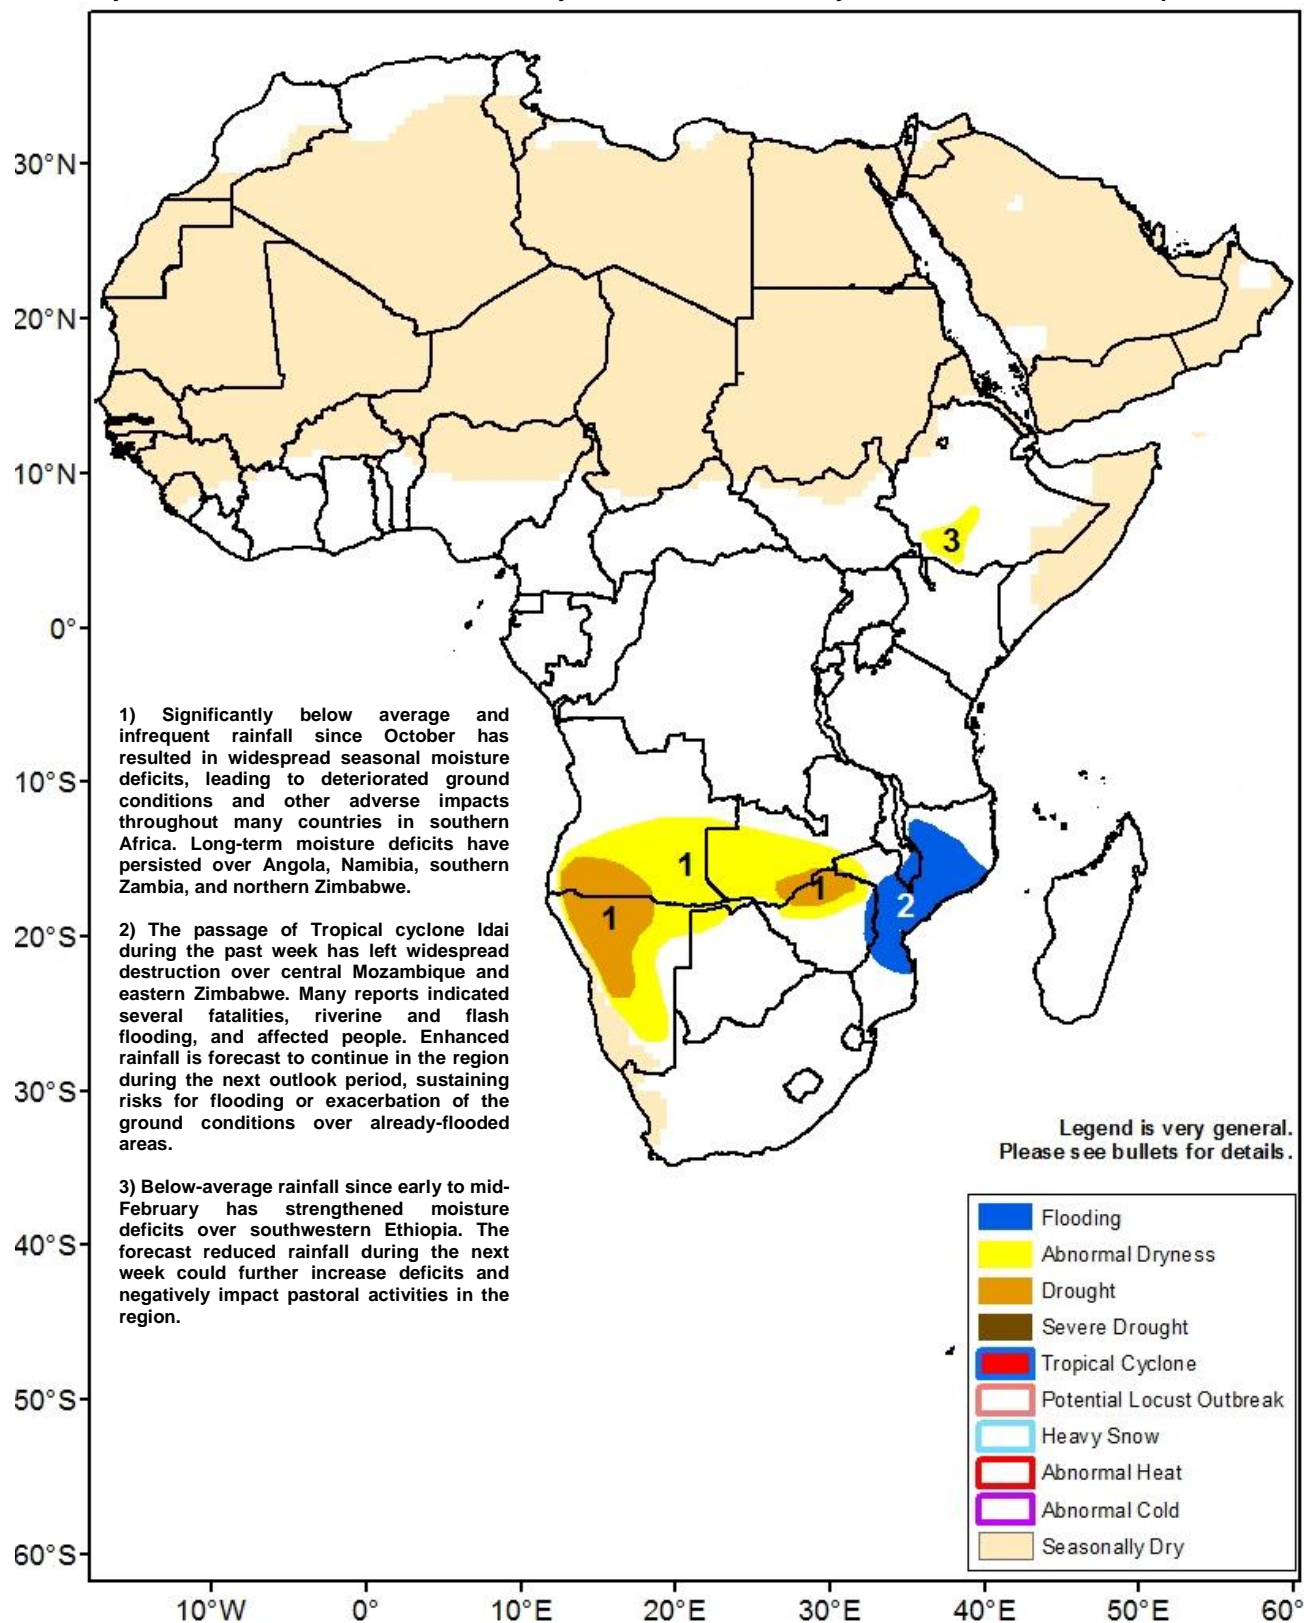 30°N
20°N
10°N
0°
10°S
20°S
30°S
40°S
50°S
60°S
3
1
1
1
2
1) Significantly below average and
infrequent rainfall since October has
resulted in widespread seasonal moisture
deficits, leading to deteriorated ground
conditions and other adverse impacts
throughout many countries in southern
Africa. Long-term moisture deficits have
persisted over Angola, Namibia, southern
Zambia, and northern Zimbabwe.
2) The passage of Tropical cyclone Idai
during the past week has left widespread
destruction over central Mozambique and
eastern Zimbabwe. Many reports indicated
several fatalities, riverine and flash
flooding, and affected people. Enhanced
rainfall is forecast to continue in the region
during the next outlook period, sustaining
risks for flooding or exacerbation of the
ground conditions over already-flooded
areas.
3) Below-average rainfall since early to mid-
February has strengthened moisture
deficits over southwestern Ethiopia. The
forecast reduced rainfall during the next
week could further increase deficits and
negatively impact pastoral activities in the
region.
Legend is very general.
Please see bullets for details.
Flooding
Abnormal Dryness
Drought
Severe Drought
Tropical Cyclone
Potential Locust Outbreak
Heavy Snow
Abnormal Heat
Abnormal Cold
Seasonally Dry
10°W 0° 10°E 20°E 30°E 40°E 50°E 60°